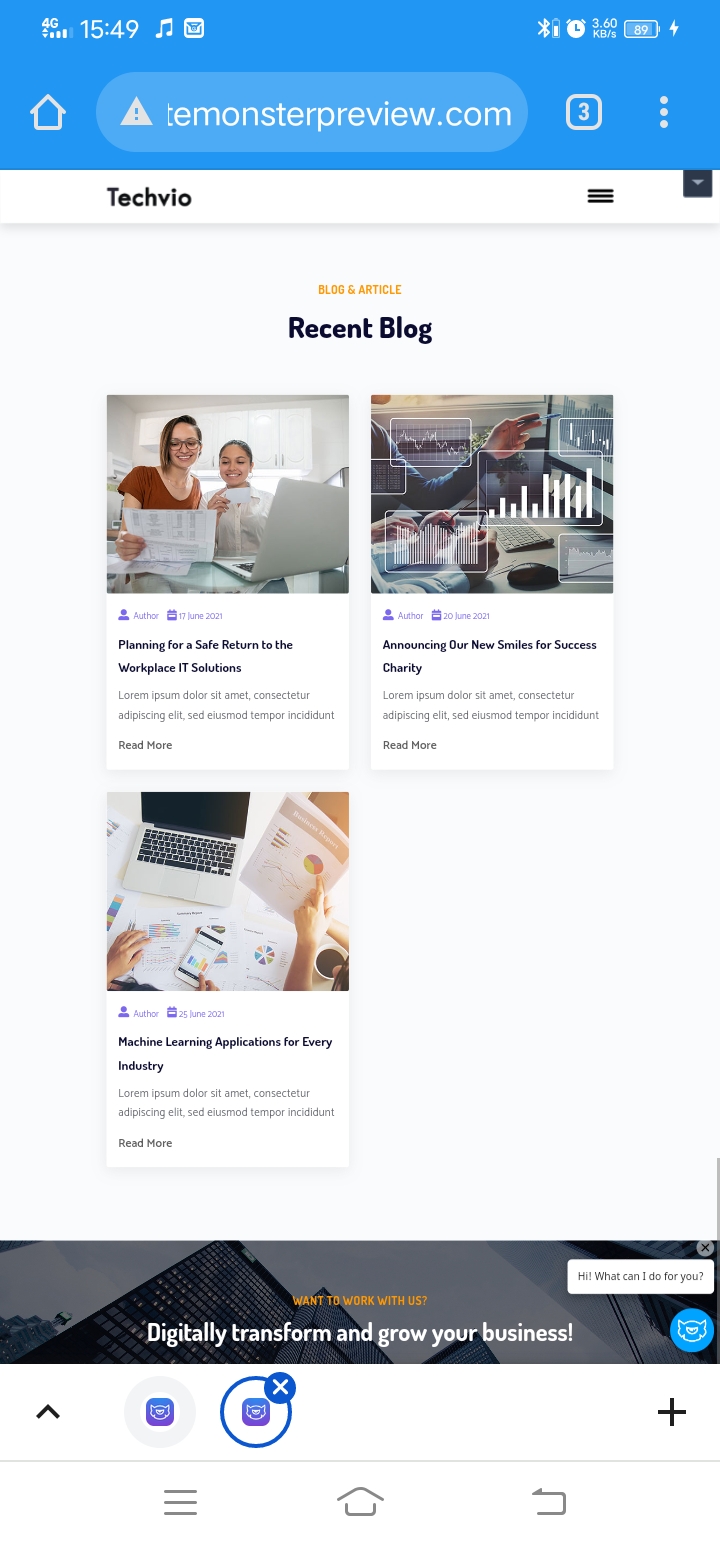 4G 15:49 3.60 KB/s 89
temonsterpreview.com 3
Techvio
BLOG & ARTICLE
Recent Blog
Author 17 June 2021
Planning for a Safe Return to the
Workplace IT Solutions
Lorem ipsum dolor sit amet, consectetur
adipiscing elit, sed eiusmod tempor incididunt
Read More
Author 20 June 2021
Announcing Our New Smiles for Success
Charity
Lorem ipsum dolor sit amet, consectetur
adipiscing elit, sed eiusmod tempor incididunt
Read More
Business Report
Author 25 June 2021
Machine Learning Applications for Every
Industry
Lorem ipsum dolor sit amet, consectetur
adipiscing elit, sed eiusmod tempor incididunt
Read More
Hi! What can I do for you?
WANT TO WORK WITH US?
Digitally transform and grow your business!